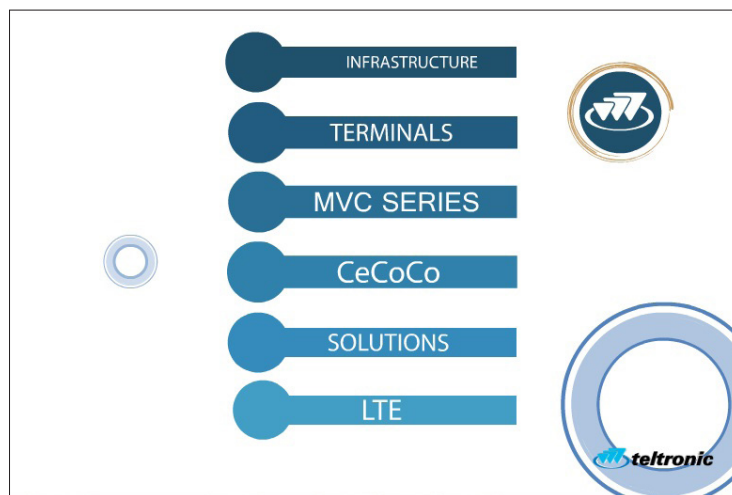 INFRASTRUCTURE
TERMINALS
MVC SERIES
CeCoCo
SOLUTIONS
LTE
teltronic